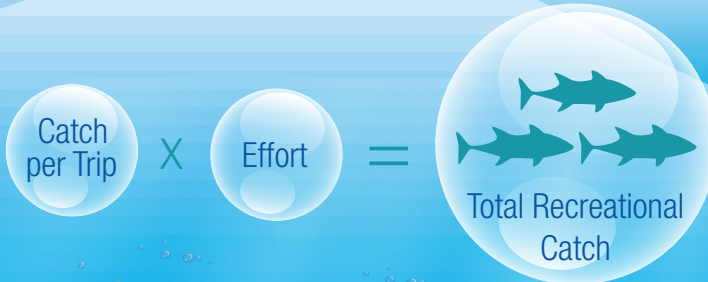 Catch
per Trip
X
Effort
=
Total Recreational
Catch